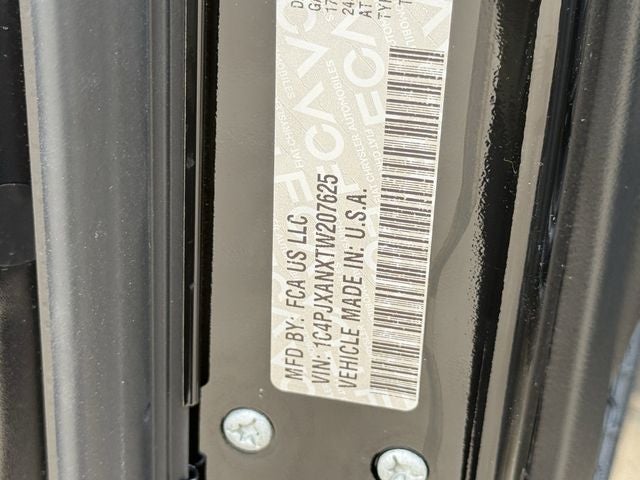 MFD BY: FCA US LLC
VIN: 1C4PJXANXTW207625
VEHICLE MADE IN: U.S.A.